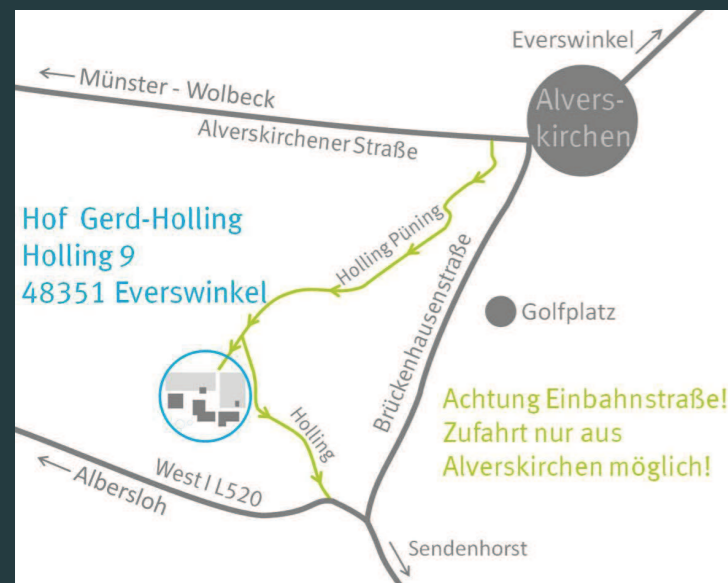 Everswinkel
Münster - Wolbeck
Alverskirchener Straße
Alvers-
kirchen
Hof Gerd-Holling
Holling 9
48351 Everswinkel
Holling Püning
Brückenhausenstraße
Golfplatz
Achtung Einbahnstraße!
Zufahrt nur aus
Alverskirchen möglich!
Holling
West I L520
Albersloh
Sendenhorst